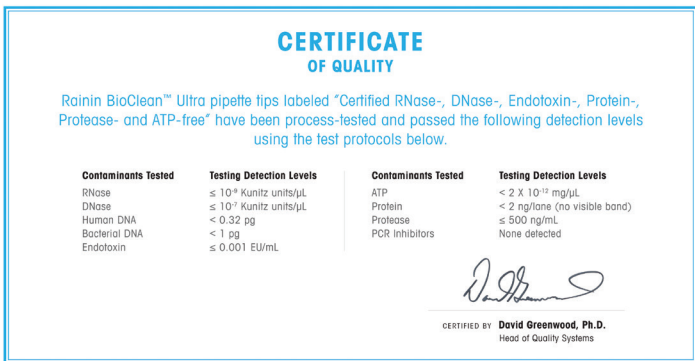 CERTIFICATE
OF QUALITY
Rainin BioClean™ Ultra pipette tips labeled “Certified RNase-, DNase-, Endotoxin-, Protein-,
Protease- and ATP-free” have been process-tested and passed the following detection levels
using the test protocols below.
Contaminants Tested Testing Detection Levels
RNase ≤ 10⁻⁹ Kunitz units/µL
DNase ≤ 10⁻⁷ Kunitz units/µL
Human DNA < 0.32 pg
Bacterial DNA < 1 pg
Endotoxin ≤ 0.001 EU/mL
Contaminants Tested Testing Detection Levels
ATP < 2 X 10⁻¹² mg/µL
Protein < 2 ng/lane (no visible band)
Protease ≤ 500 ng/mL
PCR Inhibitors None detected
CERTIFIED BY David Greenwood, Ph.D.
Head of Quality Systems